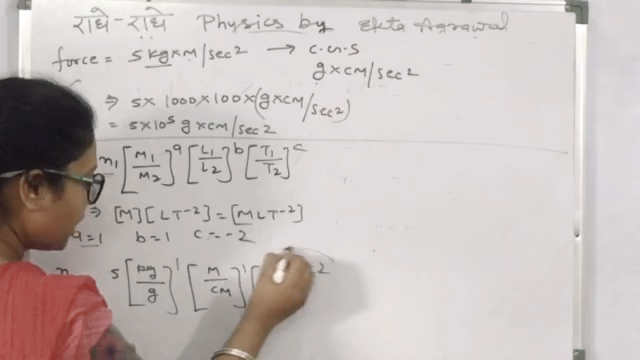 राधे-राधे Physics by Ekta Agrawal
force = 5 kg×M/sec² → C.G.S
g×cM/sec²
⇒ 5×1000×100×(g×cM/sec²)
= 5×10⁵ g×cM/sec²
n₁ [M₁/M₂]ᵃ [L₁/L₂]ᵇ [T₁/T₂]ᶜ
⇒ [M][LT⁻²] = [MLT⁻²]
a=1 b=1 c=-2
5 [kg/g]¹ [M/cM]¹ [